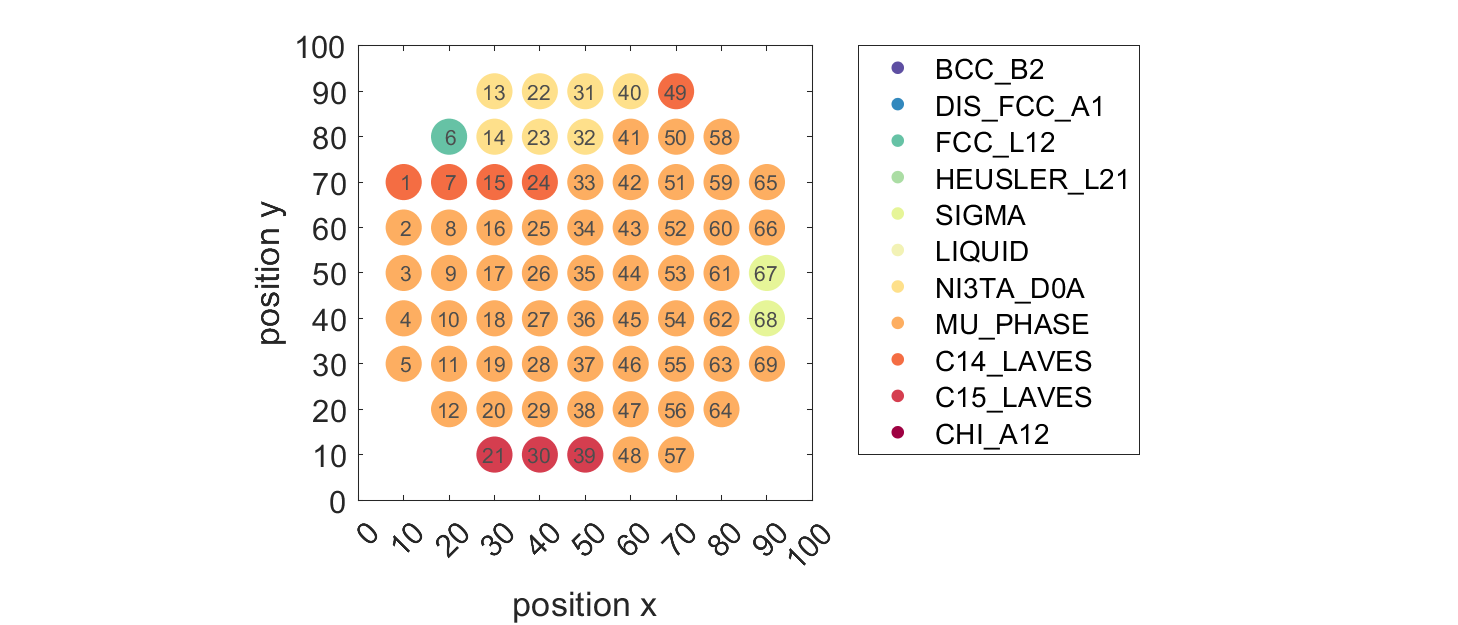 100
90
80
70
60
50
40
30
20
10
0
position y
13 22 31 40 49
6 14 23 32 41 50 58
1 7 15 24 33 42 51 59 65
2 8 16 25 34 43 52 60 66
3 9 17 26 35 44 53 61 67
4 10 18 27 36 45 54 62 68
5 11 19 28 37 46 55 63 69
12 20 29 38 47 56 64
21 30 39 48 57
0 10 20 30 40 50 60 70 80 90 100
position x
BCC_B2
DIS_FCC_A1
FCC_L12
HEUSLER_L21
SIGMA
LIQUID
NI3TA_D0A
MU_PHASE
C14_LAVES
C15_LAVES
CHI_A12